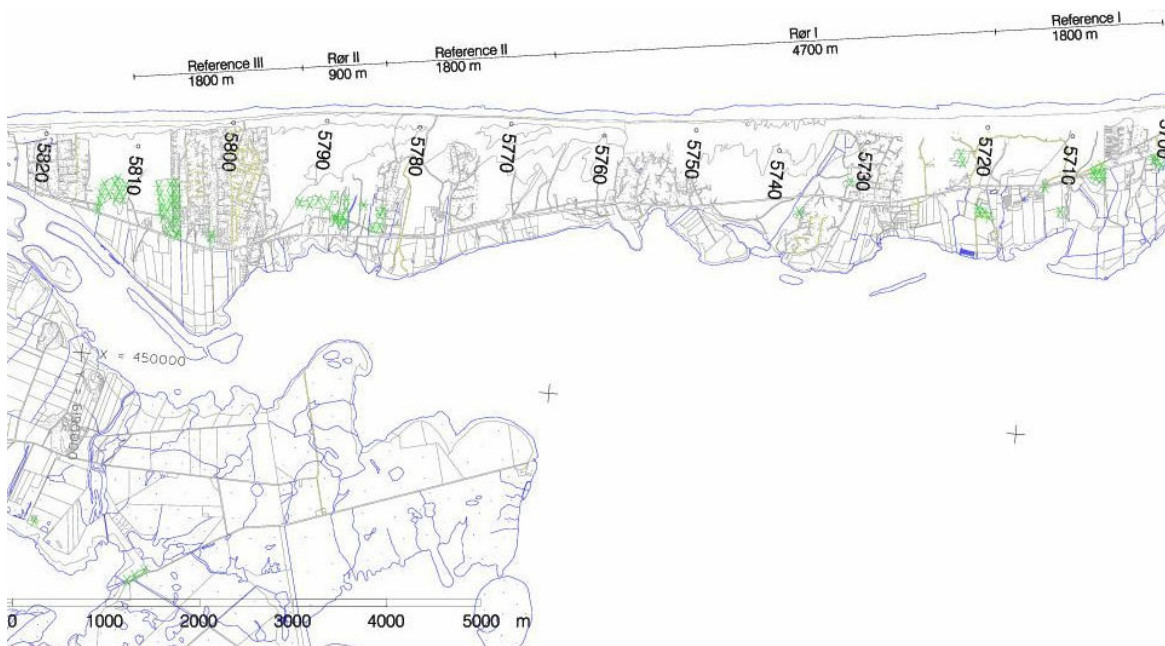 Reference III
1800 m
Rør II
900 m
Reference II
1800 m
Rør I
4700 m
Reference I
1800 m
5820
5810
5800
5790
5780
5770
5760
5750
5740
5730
5720
5710
X = 450000
0 1000 2000 3000 4000 5000 m